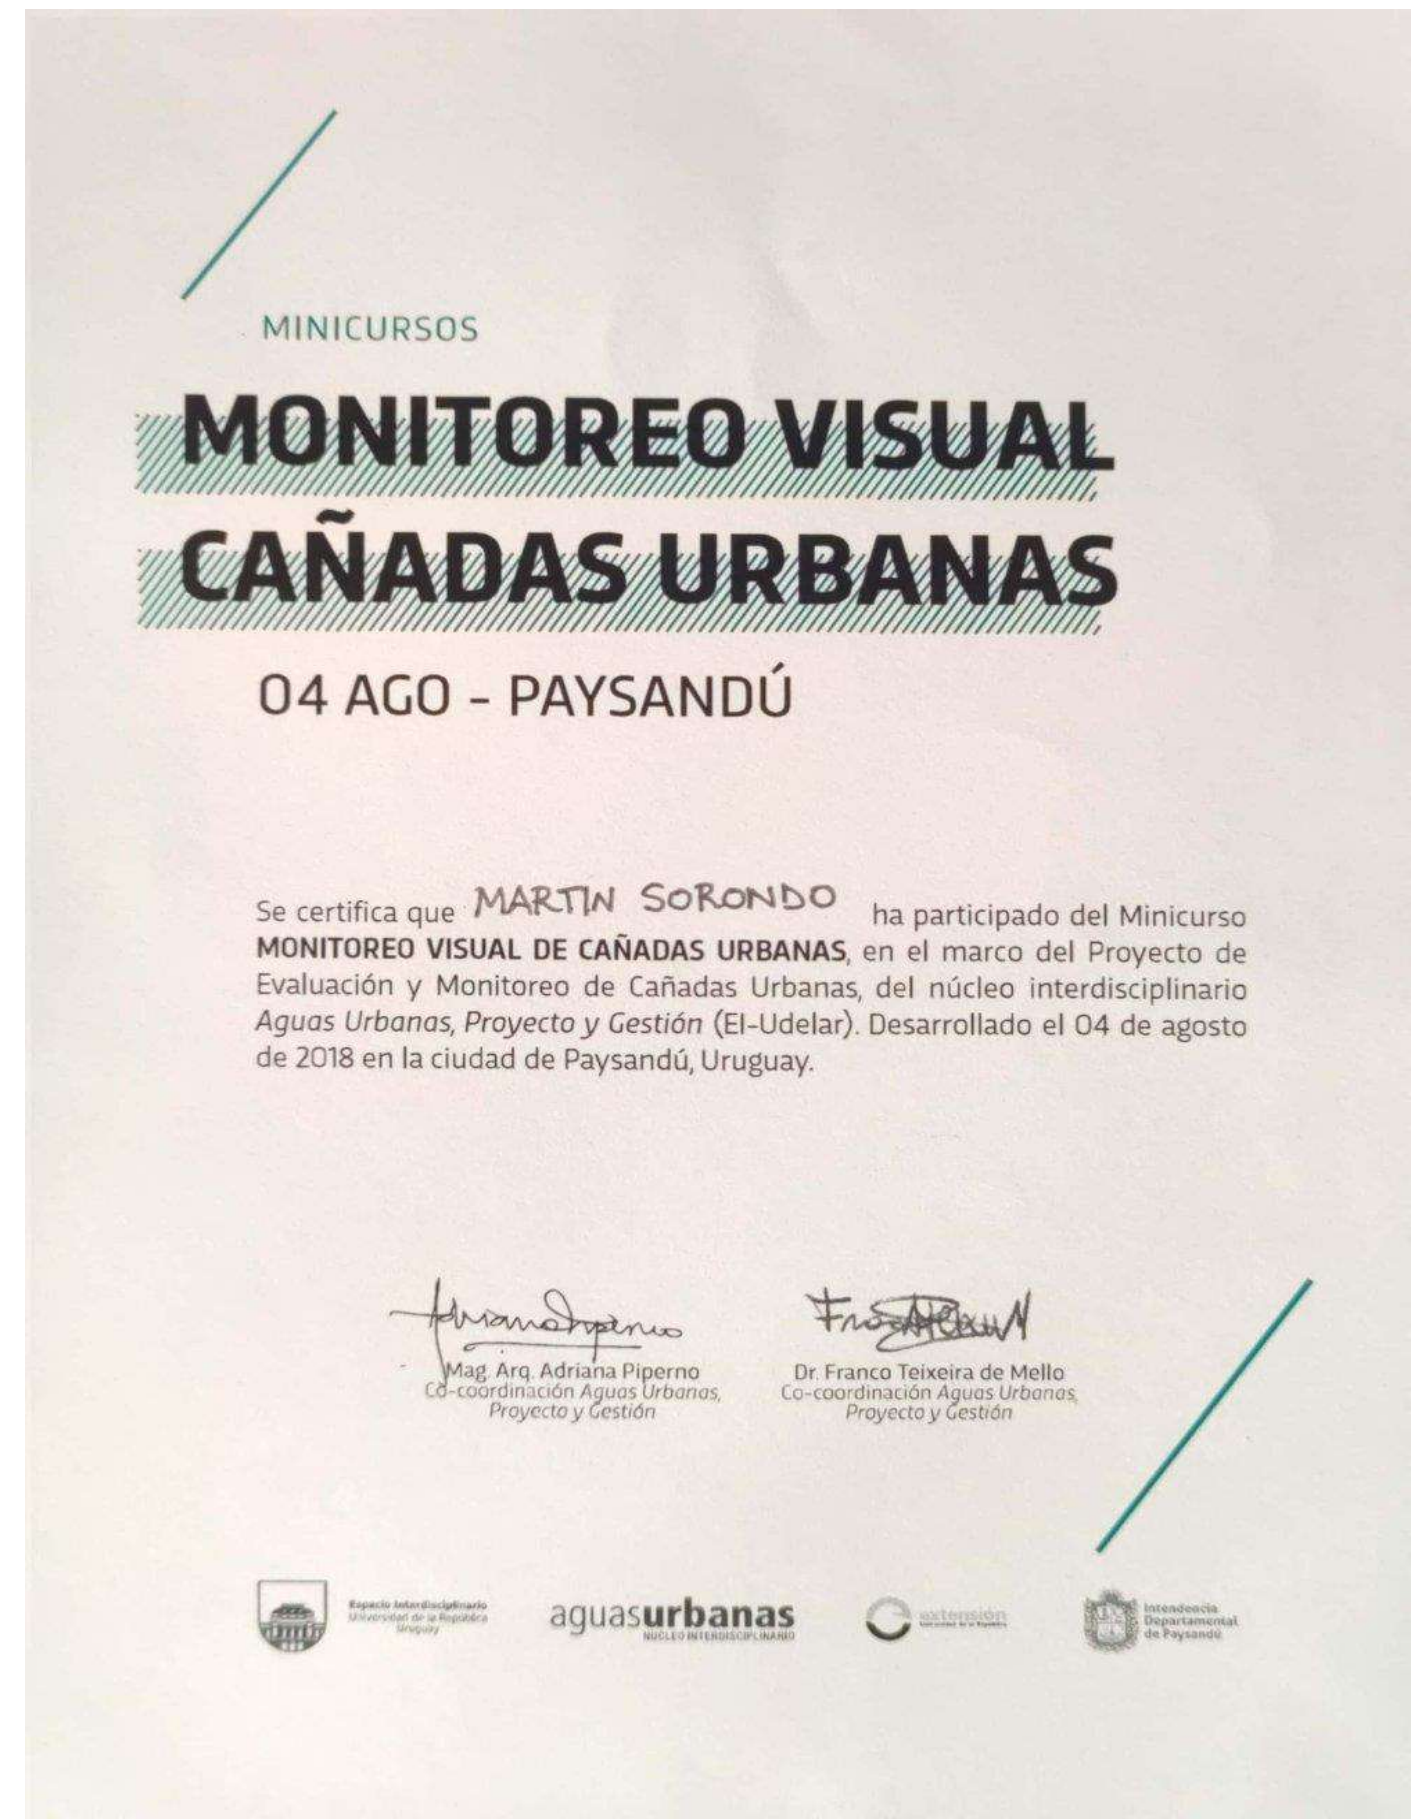 MINICURSOS
MONITOREO VISUAL
CAÑADAS URBANAS
04 AGO - PAYSANDÚ
Se certifica que MARTIN SORONDO ha participado del Minicurso
MONITOREO VISUAL DE CAÑADAS URBANAS, en el marco del Proyecto de
Evaluación y Monitoreo de Cañadas Urbanas, del núcleo interdisciplinario
Aguas Urbanas, Proyecto y Gestión (EI-Udelar). Desarrollado el 04 de agosto
de 2018 en la ciudad de Paysandú, Uruguay.
Mag. Arq. Adriana Piperno
Co-coordinación Aguas Urbanas,
Proyecto y Gestión
Dr. Franco Teixeira de Mello
Co-coordinación Aguas Urbanas,
Proyecto y Gestión
Espacio Interdisciplinario
Universidad de la República
Uruguay
aguasurbanas
NÚCLEO INTERDISCIPLINARIO
extensión
Intendencia
Departamental
de Paysandú